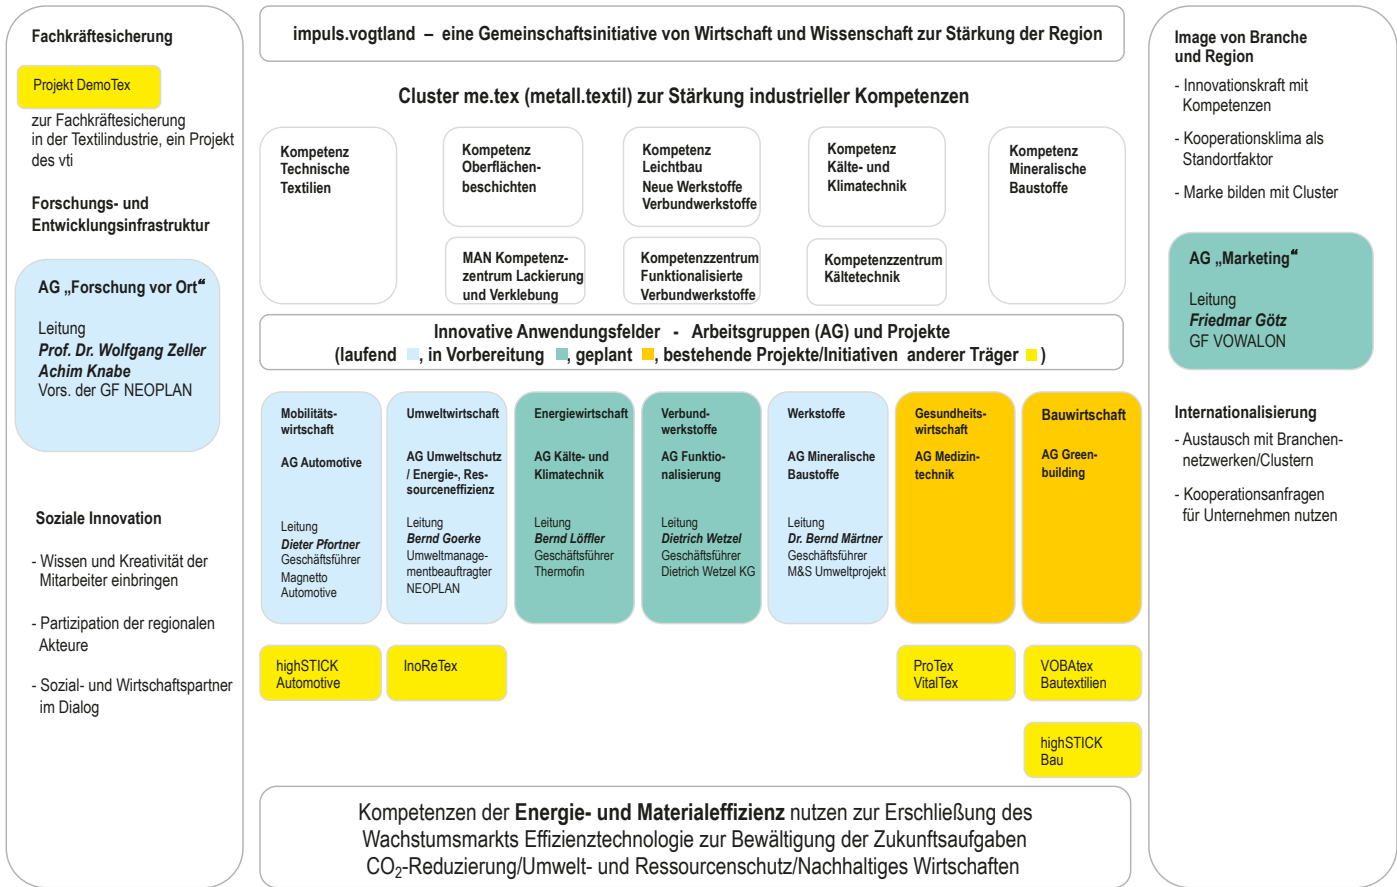 Fachkräftesicherung
Projekt DemoTex
zur Fachkräftesicherung
in der Textilindustrie, ein Projekt
des vti
Forschungs- und
Entwicklungsinfrastruktur
AG „Forschung vor Ort“
Leitung
Prof. Dr. Wolfgang Zeller
Achim Knabe
Vors. der GF NEOPLAN
Soziale Innovation
- Wissen und Kreativität der
Mitarbeiter einbringen
- Partizipation der regionalen
Akteure
- Sozial- und Wirtschaftspartner
im Dialog
impuls.vogtland – eine Gemeinschaftsinitiative von Wirtschaft und Wissenschaft zur Stärkung der Region
Cluster me.tex (metall.textil) zur Stärkung industrieller Kompetenzen
Kompetenz
Technische
Textilien
Kompetenz
Oberflächen-
beschichten
Kompetenz
Leichtbau
Neue Werkstoffe
Verbundwerkstoffe
Kompetenz
Kälte- und
Klimatechnik
Kompetenz
Mineralische
Baustoffe
MAN Kompetenz-
zentrum Lackierung
und Verklebung
Kompetenzzentrum
Funktionalisierte
Verbundwerkstoffe
Kompetenzzentrum
Kältetechnik
Innovative Anwendungsfelder - Arbeitsgruppen (AG) und Projekte
(laufend , in Vorbereitung , geplant , bestehende Projekte/Initiativen anderer Träger )
Mobilitäts-
wirtschaft
AG Automotive
Leitung
Dieter Pfortner
Geschäftsführer
Magnetto
Automotive
Umweltwirtschaft
AG Umweltschutz
/ Energie-, Res-
sourceneffizienz
Leitung
Bernd Goerke
Umweltmanage-
mentbeauftragter
NEOPLAN
Energiewirtschaft
AG Kälte- und
Klimatechnik
Leitung
Bernd Löffler
Geschäftsführer
Thermofin
Verbund-
werkstoffe
AG Funktio-
nalisierung
Leitung
Dietrich Wetzel
Geschäftsführer
Dietrich Wetzel KG
Werkstoffe
AG Mineralische
Baustoffe
Leitung
Dr. Bernd Märtner
Geschäftsführer
M&S Umweltprojekt
Gesundheits-
wirtschaft
AG Medizin-
technik
Bauwirtschaft
AG Green-
building
highSTICK
Automotive
InoReTex
ProTex
VitalTex
VOBAtex
Bautextilien
highSTICK
Bau
Kompetenzen der Energie- und Materialeffizienz nutzen zur Erschließung des
Wachstumsmarkts Effizienztechnologie zur Bewältigung der Zukunftsaufgaben
CO₂-Reduzierung/Umwelt- und Ressourcenschutz/Nachhaltiges Wirtschaften
Image von Branche
und Region
- Innovationskraft mit
Kompetenzen
- Kooperationsklima als
Standortfaktor
- Marke bilden mit Cluster
AG „Marketing“
Leitung
Friedmar Götz
GF VOWALON
Internationalisierung
- Austausch mit Branchen-
netzwerken/Clustern
- Kooperationsanfragen
für Unternehmen nutzen